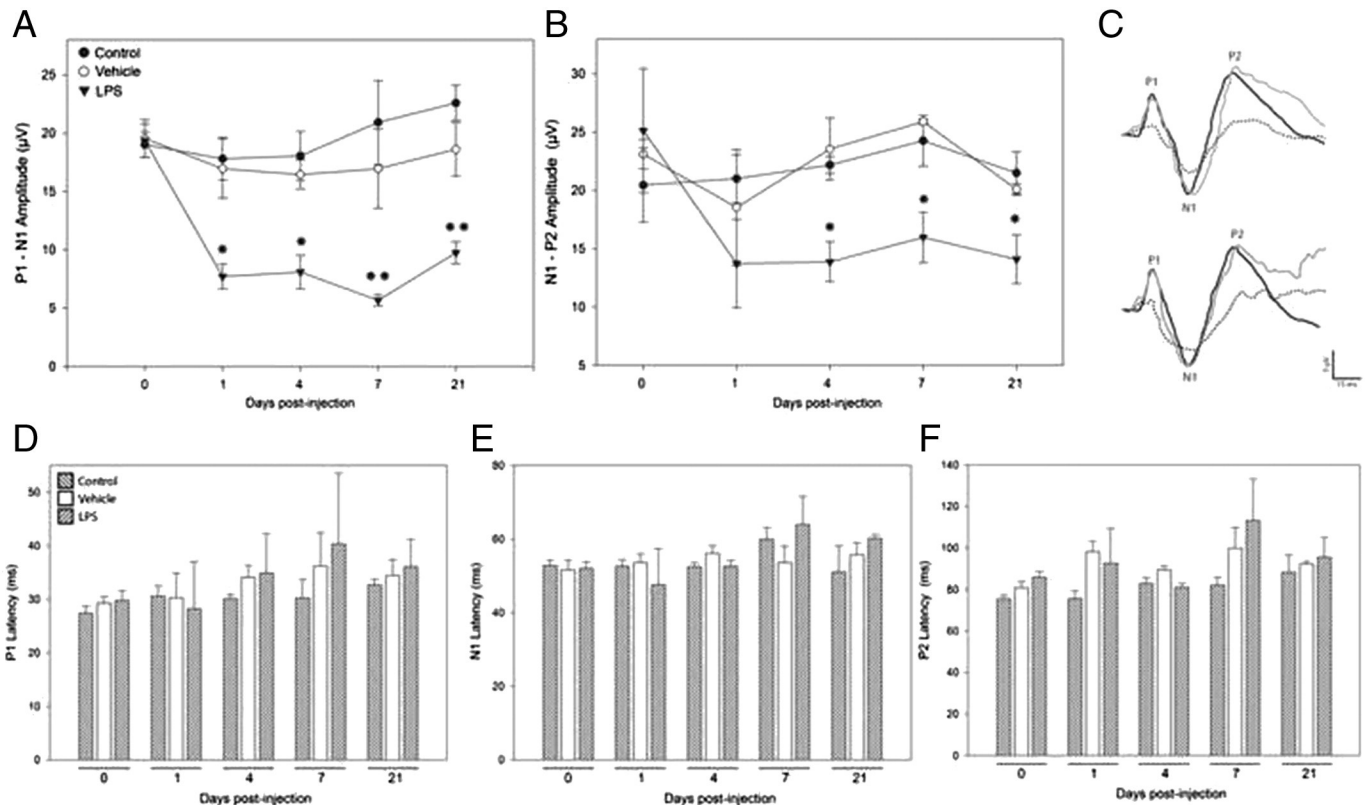 A
Control
Vehicle
LPS
P1 - N1 Amplitude (µV)
25
20
15
10
5
0
0 1 4 7 21
Days post-injection
B
N1 - P2 Amplitude (µV)
30
25
20
15
10
5
0 1 4 7 21
Days post-injection
C
P1
P2
N1
P1
P2
N1
15 ms
D
Control
Vehicle
LPS
P1 Latency (ms)
50
40
30
20
10
0
0 1 4 7 21
Days post-injection
E
N1 Latency (ms)
80
60
40
20
0
0 1 4 7 21
Days post-injection
F
P2 Latency (ms)
140
120
100
80
60
40
20
0
0 1 4 7 21
Days post-injection